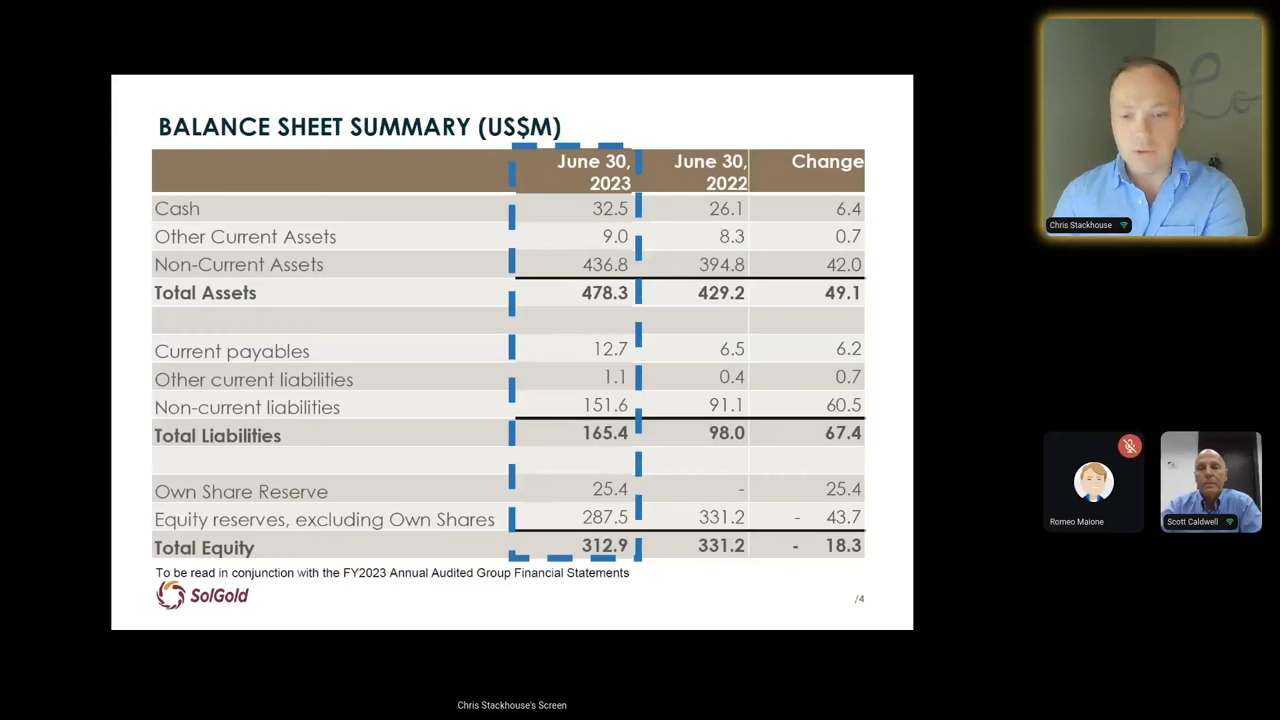 BALANCE SHEET SUMMARY (US$M)
June 30, 2023 June 30, 2022 Change
Cash 32.5 26.1 6.4
Other Current Assets 9.0 8.3 0.7
Non-Current Assets 436.8 394.8 42.0
Total Assets 478.3 429.2 49.1
Current payables 12.7 6.5 6.2
Other current liabilities 1.1 0.4 0.7
Non-current liabilities 151.6 91.1 60.5
Total Liabilities 165.4 98.0 67.4
Own Share Reserve 25.4 - 25.4
Equity reserves, excluding Own Shares 287.5 331.2 - 43.7
Total Equity 312.9 331.2 - 18.3
To be read in conjunction with the FY2023 Annual Audited Group Financial Statements
SolGold
/4
Lo
Chris Stackhouse
Romeo Maione
Scott Caldwell
Chris Stackhouse's Screen